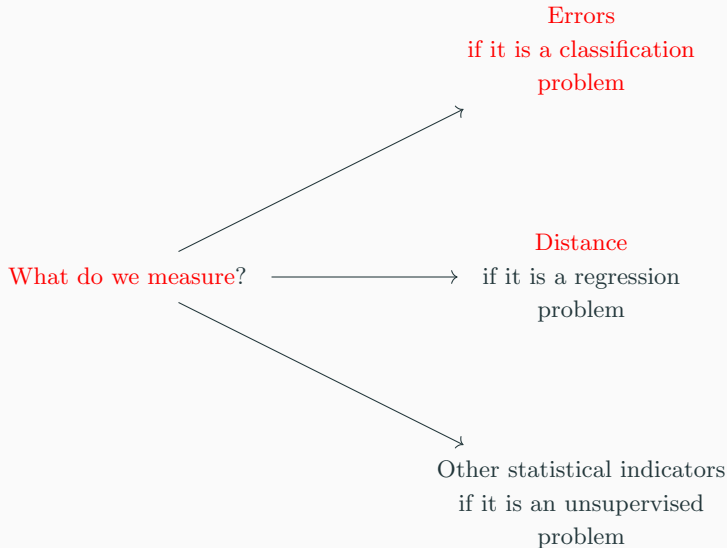 Errors
if it is a classification
problem
What do we measure?
Distance
if it is a regression
problem
Other statistical indicators
if it is an unsupervised
problem